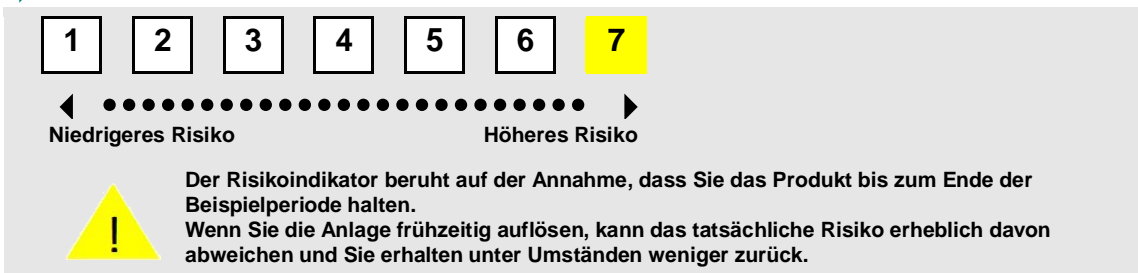 1 2 3 4 5 6 7
Niedrigeres Risiko Höheres Risiko
Der Risikoindikator beruht auf der Annahme, dass Sie das Produkt bis zum Ende der
Beispielperiode halten.
! Wenn Sie die Anlage frühzeitig auflösen, kann das tatsächliche Risiko erheblich davon
abweichen und Sie erhalten unter Umständen weniger zurück.